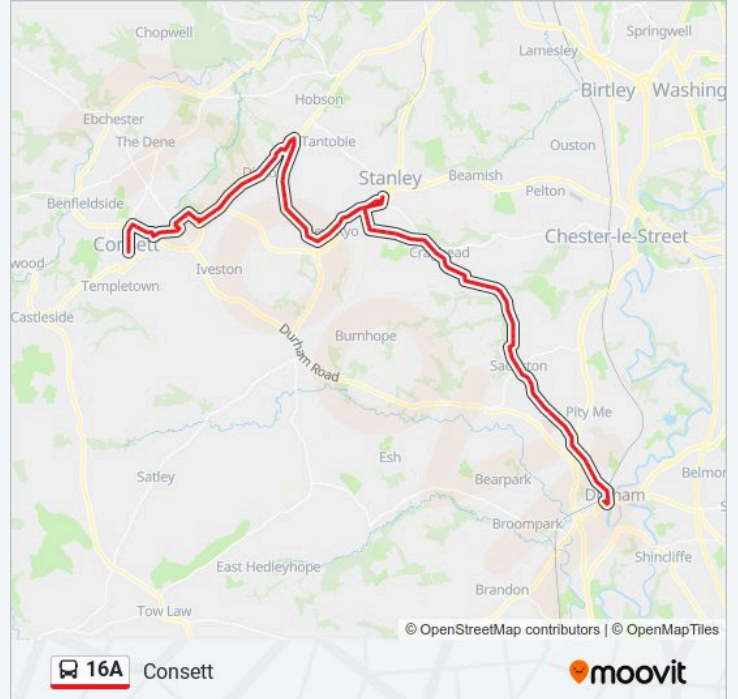 Chopwell
Springwell
Lamesley
Birtley
Washing
Hobson
Ebchester
The Dene
Tantobie
Ouston
Stanley
Beamish
Pelton
Benfieldside
Chester-le-Street
Iveston
Templetown
wood
Castleside
Burnhope
Durham Road
Pity Me
Esh
Satley
Bearpark
Belmor
Broompark
Shincliffe
East Hedleyhope
Brandon
Tow Law
© OpenStreetMap contributors | © OpenMapTiles
16A Consett
moovit